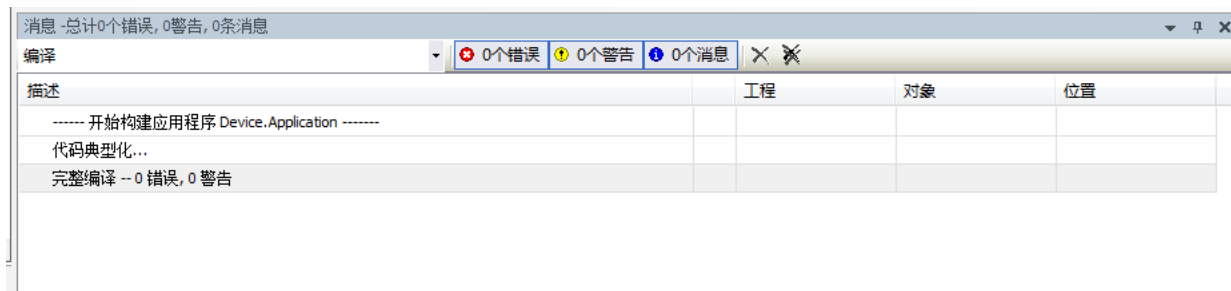 消息 -总计0个错误, 0警告, 0条消息
编译 0个错误 0个警告 0个消息
描述 工程 对象 位置
------ 开始构建应用程序 Device.Application -------
代码典型化...
完整编译 -- 0 错误, 0 警告